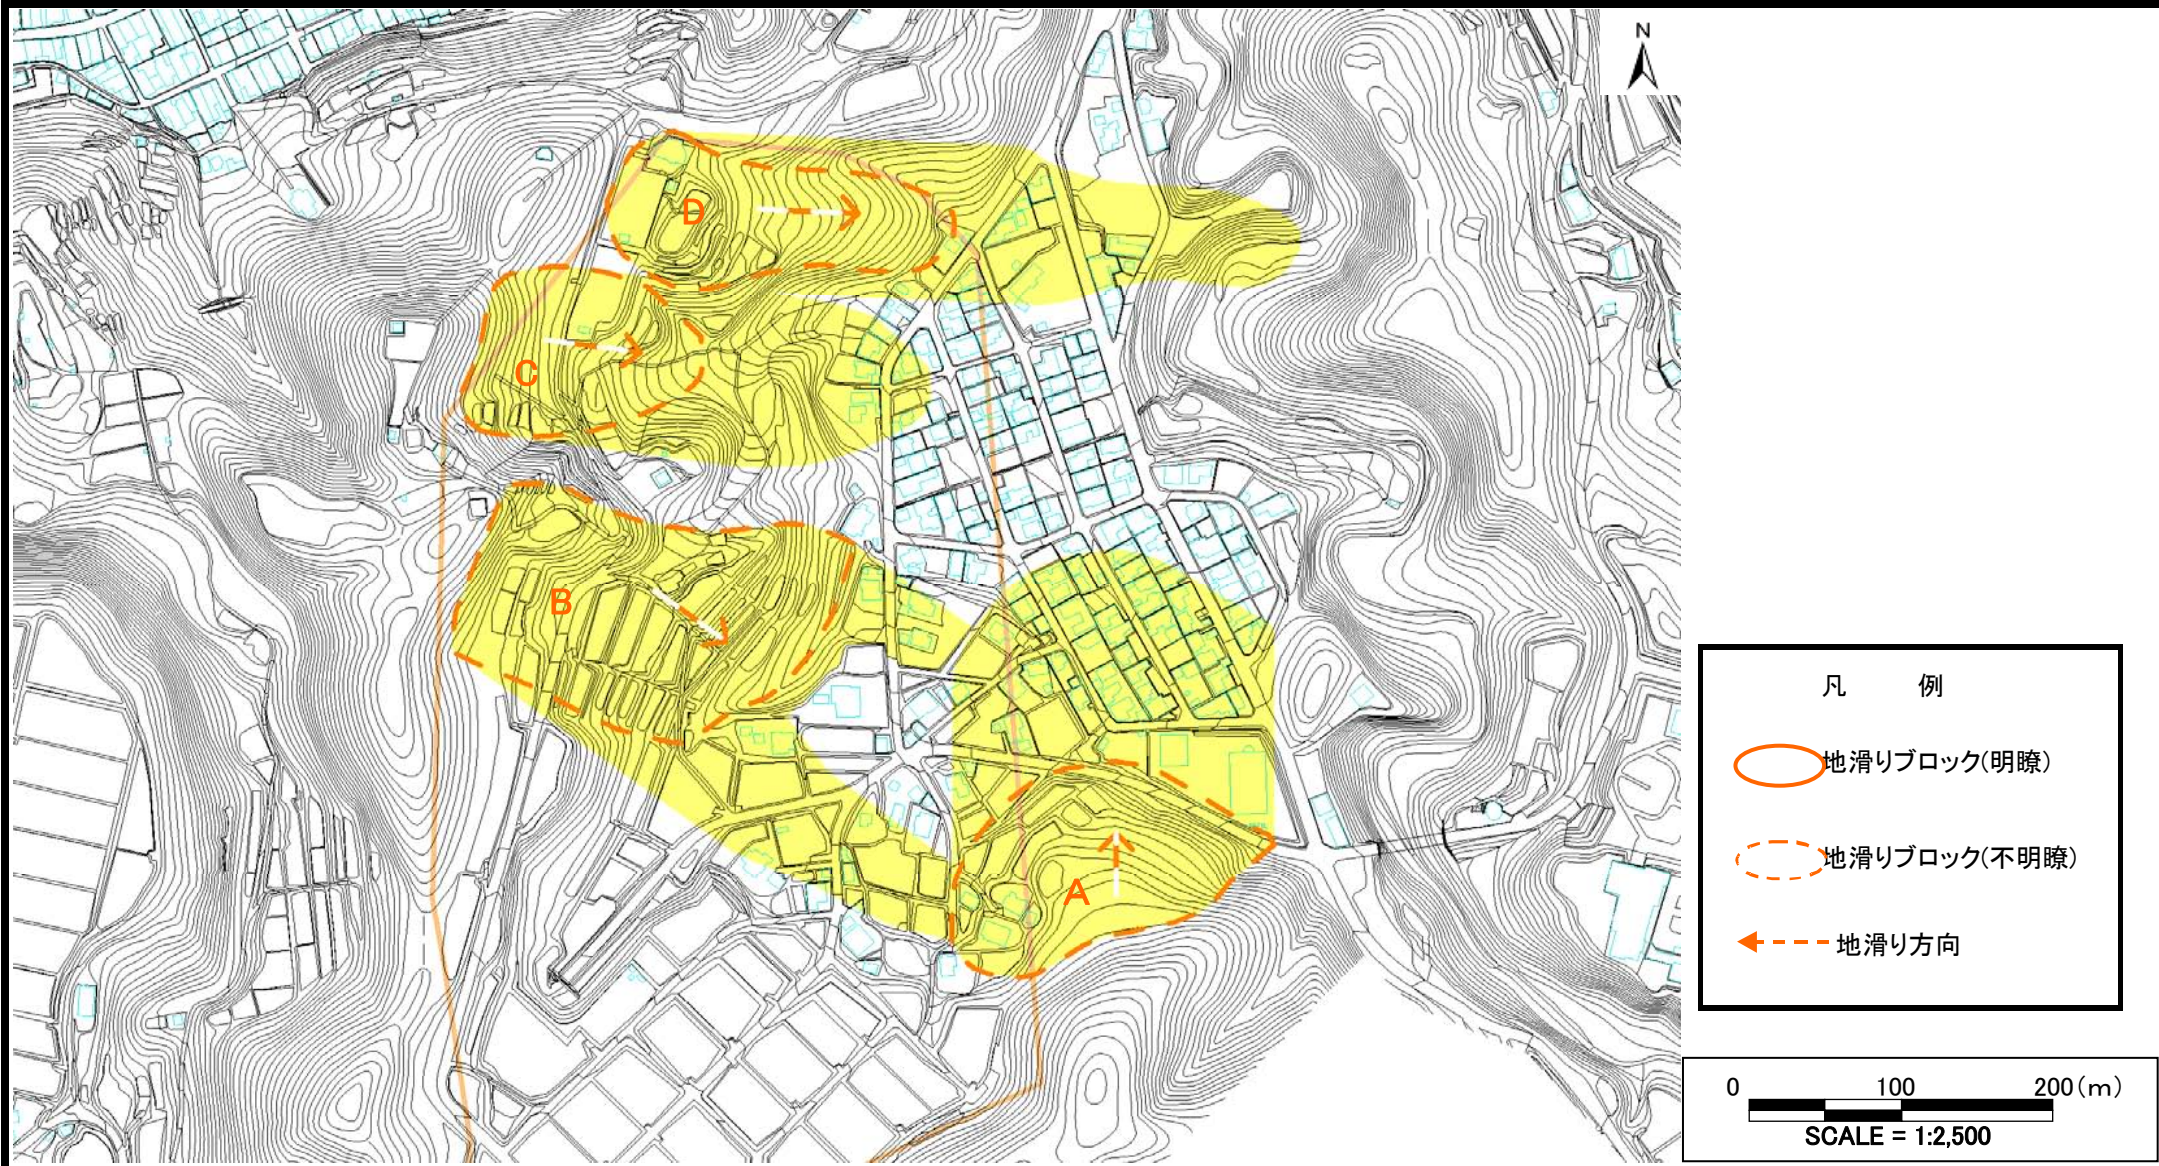 N
D
C
B
A
凡 例
地滑りブロック(明瞭)
地滑りブロック(不明瞭)
地滑り方向
0 100 200(m)
SCALE = 1:2,500